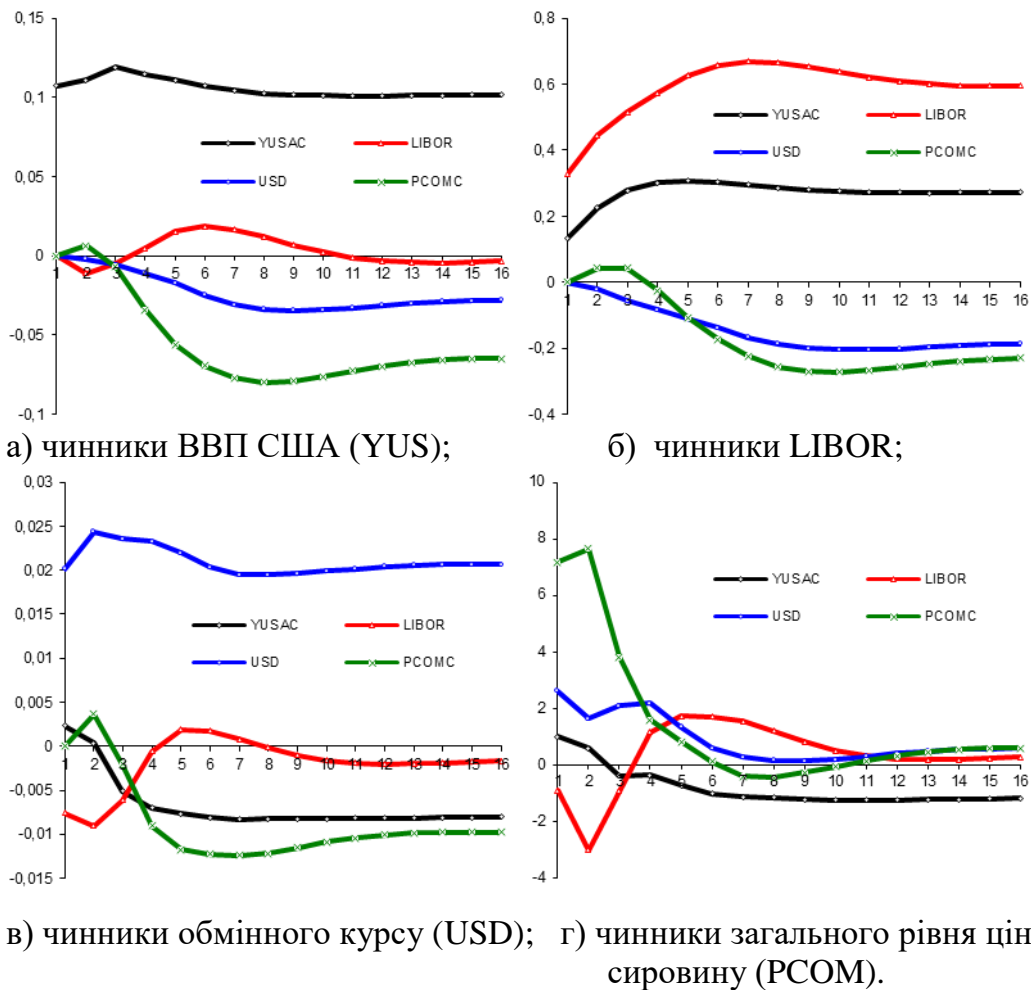 0,15
0,1
0,05
0
-0,05
-0,1
1 2 3 4 5 6 7 8 9 10 11 12 13 14 15 16
YUSAC LIBOR
USD PCOMC
0,8
0,6
0,4
0,2
0
-0,2
-0,4
1 2 3 4 5 6 7 8 9 10 11 12 13 14 15 16
YUSAC LIBOR
USD PCOMC
а) чинники ВВП США (YUS); б) чинники LIBOR;
0,03
0,025
0,02
0,015
0,01
0,005
0
-0,005
-0,01
-0,015
1 2 3 4 5 6 7 8 9 10 11 12 13 14 15 16
YUSAC LIBOR
USD PCOMC
10
8
6
4
2
0
-2
-4
1 2 3 4 5 6 7 8 9 10 11 12 13 14 15 16
YUSAC LIBOR
USD PCOMC
в) чинники обмінного курсу (USD); г) чинники загального рівня цін
сировину (PCOM).